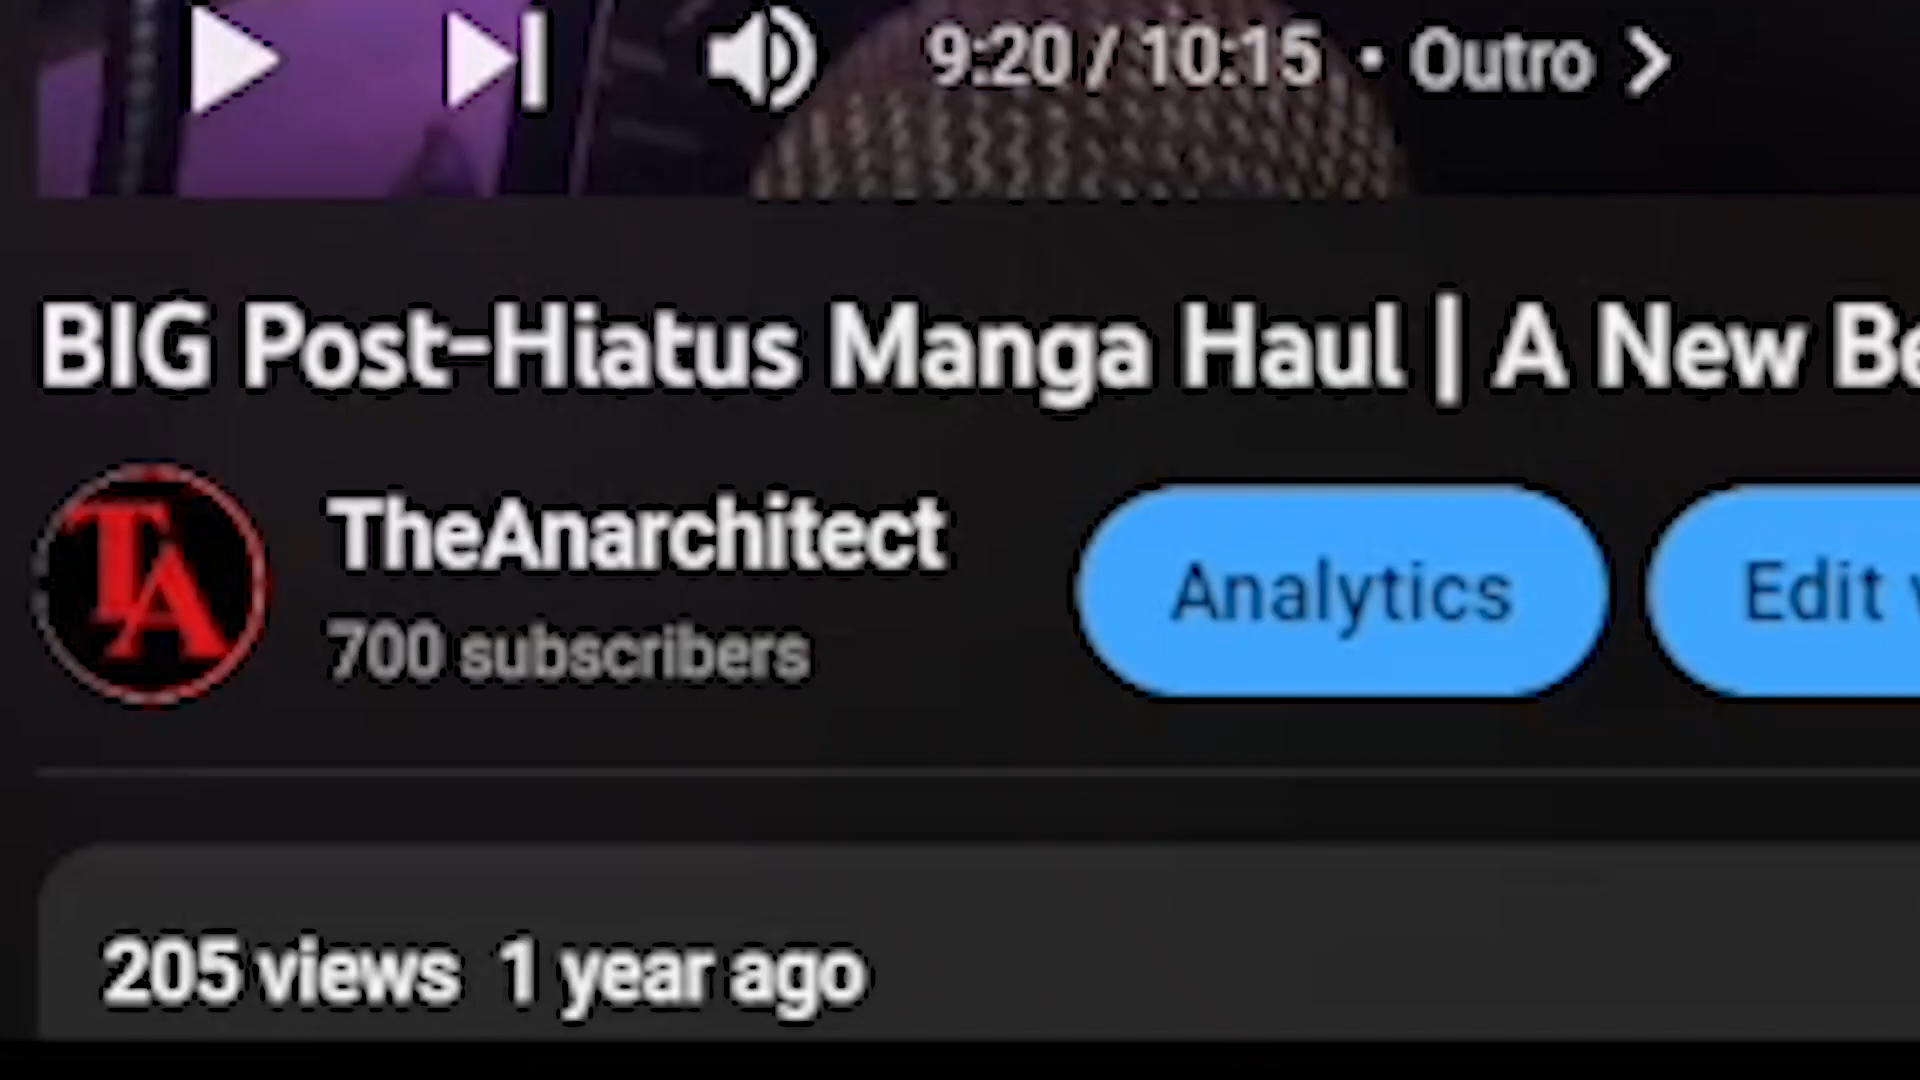 9:20 / 10:15 • Outro
BIG Post-Hiatus Manga Haul | A New Be
TA
TheAnarchitect
700 subscribers
Analytics
Edit
205 views 1 year ago